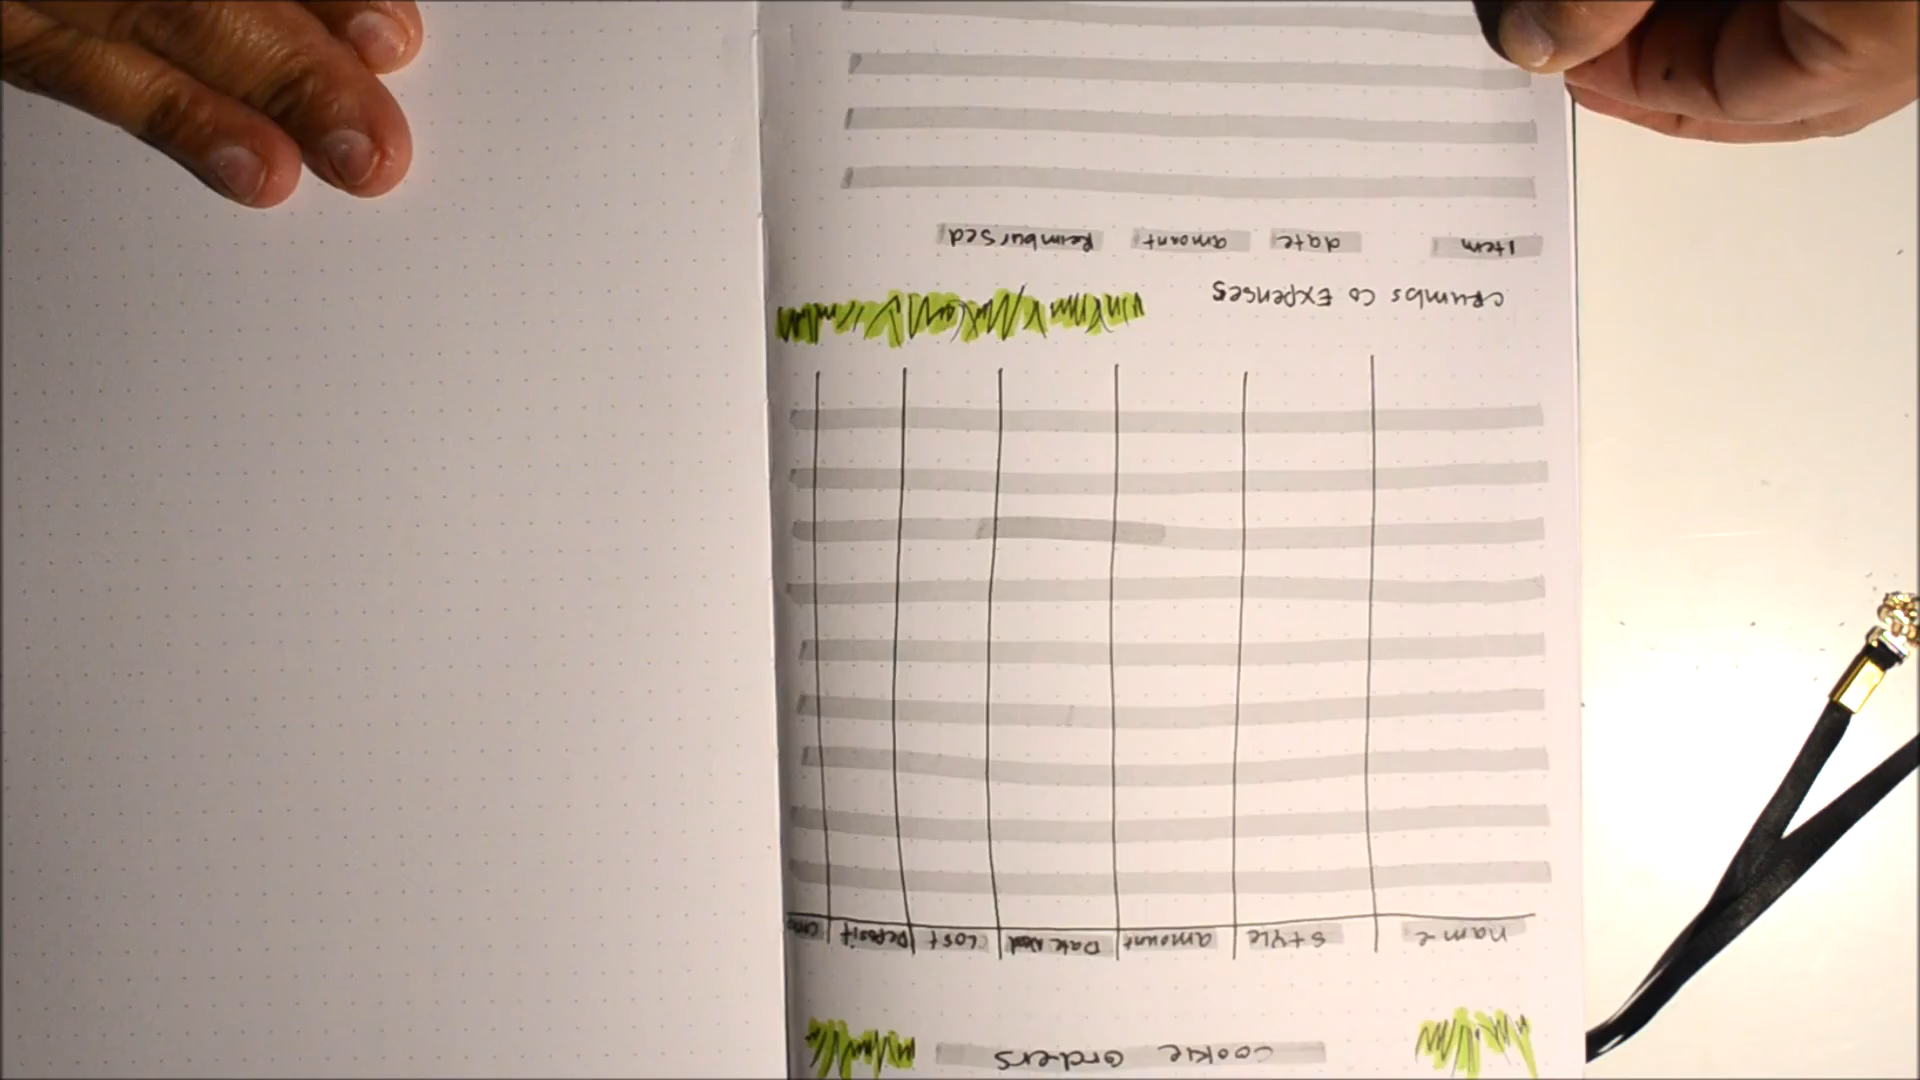 Cookie Orders
name style amount Date Need Cost Deposit
Crumbs Co Expenses
Item date amount Reimbursed